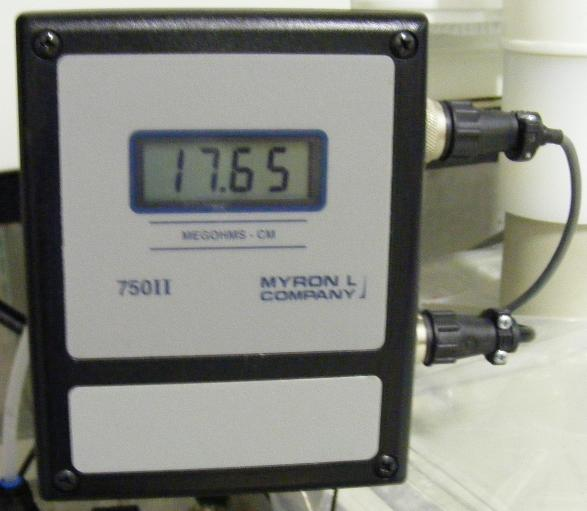 17.65
MEGOHMS - CM
750II
MYRON L
COMPANY